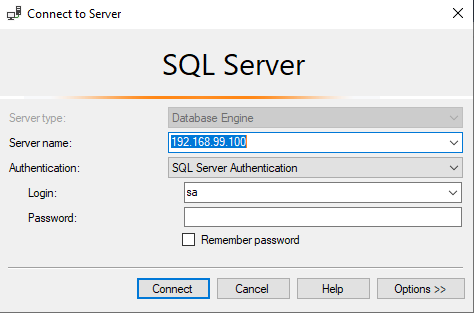 Connect to Server
SQL Server
Server type: Database Engine
Server name: 192.168.99.100
Authentication: SQL Server Authentication
Login: sa
Password:
Remember password
Connect Cancel Help Options >>